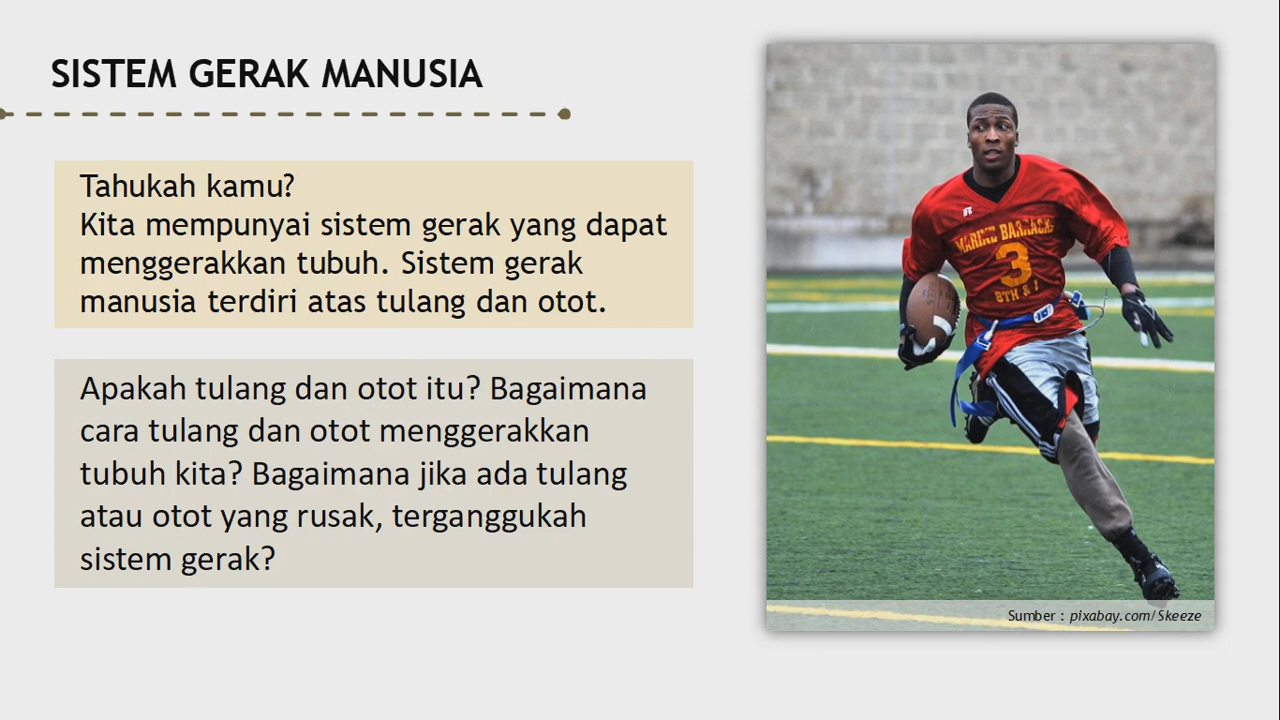 SISTEM GERAK MANUSIA
Tahukah kamu?
Kita mempunyai sistem gerak yang dapat
menggerakkan tubuh. Sistem gerak
manusia terdiri atas tulang dan otot.
Apakah tulang dan otot itu? Bagaimana
cara tulang dan otot menggerakkan
tubuh kita? Bagaimana jika ada tulang
atau otot yang rusak, terganggukah
sistem gerak?
R
MARINE BARRACKS
3
8TH & I
Sumber : pixabay.com/Skeeze